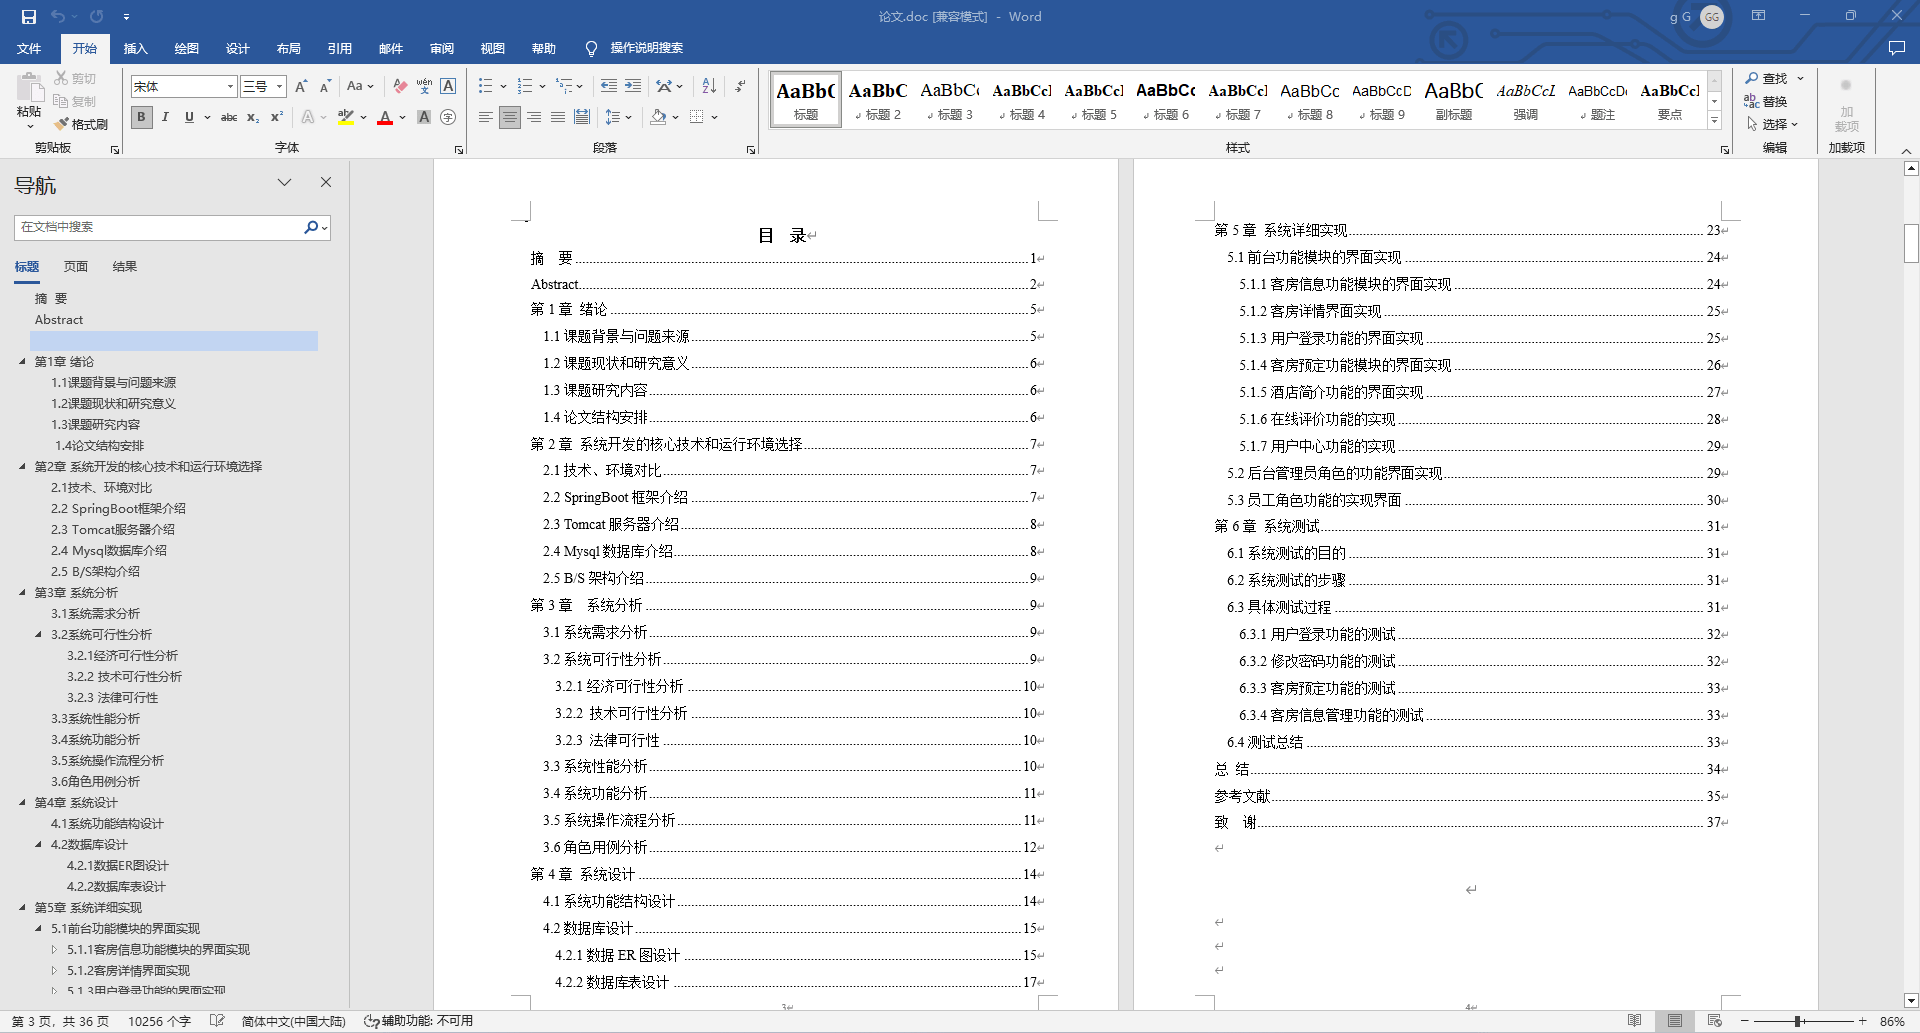 论文.doc [兼容模式] - Word
g G
GG
文件 开始 插入 绘图 设计 布局 引用 邮件 审阅 视图 帮助 操作说明搜索
粘贴
剪切
复制
格式刷
剪贴板
宋体 三号
字体
段落
AaBbC AaBbC AaBbC AaBbCcI AaBbCcI AaBbCc AaBbCcI AaBbCc AaBbCcD AaBbC AaBbCcL AaBbCcDc AaBbCcI
标题 标题 2 标题 3 标题 4 标题 5 标题 6 标题 7 标题 8 标题 9 副标题 强调 题注 要点
样式
查找
替换
选择
编辑
加载项
加载项
导航
在文档中搜索
标题 页面 结果
摘 要
Abstract
第1章 绪论
1.1课题背景与问题来源
1.2课题现状和研究意义
1.3课题研究内容
1.4论文结构安排
第2章 系统开发的核心技术和运行环境选择
2.1技术、环境对比
2.2 SpringBoot框架介绍
2.3 Tomcat服务器介绍
2.4 Mysql数据库介绍
2.5 B/S架构介绍
第3章 系统分析
3.1系统需求分析
3.2系统可行性分析
3.2.1经济可行性分析
3.2.2 技术可行性分析
3.2.3 法律可行性
3.3系统性能分析
3.4系统功能分析
3.5系统操作流程分析
3.6角色用例分析
第4章 系统设计
4.1系统功能结构设计
4.2数据库设计
4.2.1数据ER图设计
4.2.2数据库表设计
第5章 系统详细实现
5.1前台功能模块的界面实现
5.1.1客房信息功能模块的界面实现
5.1.2客房详情界面实现
5.1.3用户登录功能的界面实现
目 录
摘 要 1
Abstract 2
第 1 章 绪论 5
1.1 课题背景与问题来源 5
1.2 课题现状和研究意义 6
1.3 课题研究内容 6
1.4 论文结构安排 6
第 2 章 系统开发的核心技术和运行环境选择 7
2.1 技术、环境对比 7
2.2 SpringBoot 框架介绍 7
2.3 Tomcat 服务器介绍 8
2.4 Mysql 数据库介绍 8
2.5 B/S 架构介绍 9
第 3 章 系统分析 9
3.1 系统需求分析 9
3.2 系统可行性分析 9
3.2.1 经济可行性分析 10
3.2.2 技术可行性分析 10
3.2.3 法律可行性 10
3.3 系统性能分析 10
3.4 系统功能分析 11
3.5 系统操作流程分析 11
3.6 角色用例分析 12
第 4 章 系统设计 14
4.1 系统功能结构设计 14
4.2 数据库设计 15
4.2.1 数据 ER 图设计 15
4.2.2 数据库表设计 17
3
第 5 章 系统详细实现 23
5.1 前台功能模块的界面实现 24
5.1.1 客房信息功能模块的界面实现 24
5.1.2 客房详情界面实现 25
5.1.3 用户登录功能的界面实现 25
5.1.4 客房预定功能模块的界面实现 26
5.1.5 酒店简介功能的界面实现 27
5.1.6 在线评价功能的实现 28
5.1.7 用户中心功能的实现 29
5.2 后台管理员角色的功能界面实现 29
5.3 员工角色功能的实现界面 30
第 6 章 系统测试 31
6.1 系统测试的目的 31
6.2 系统测试的步骤 31
6.3 具体测试过程 31
6.3.1 用户登录功能的测试 32
6.3.2 修改密码功能的测试 32
6.3.3 客房预定功能的测试 33
6.3.4 客房信息管理功能的测试 33
6.4 测试总结 33
总 结 34
参考文献 35
致 谢 37
4
第 3 页，共 36 页 10256 个字 简体中文(中国大陆) 辅助功能: 不可用 86%